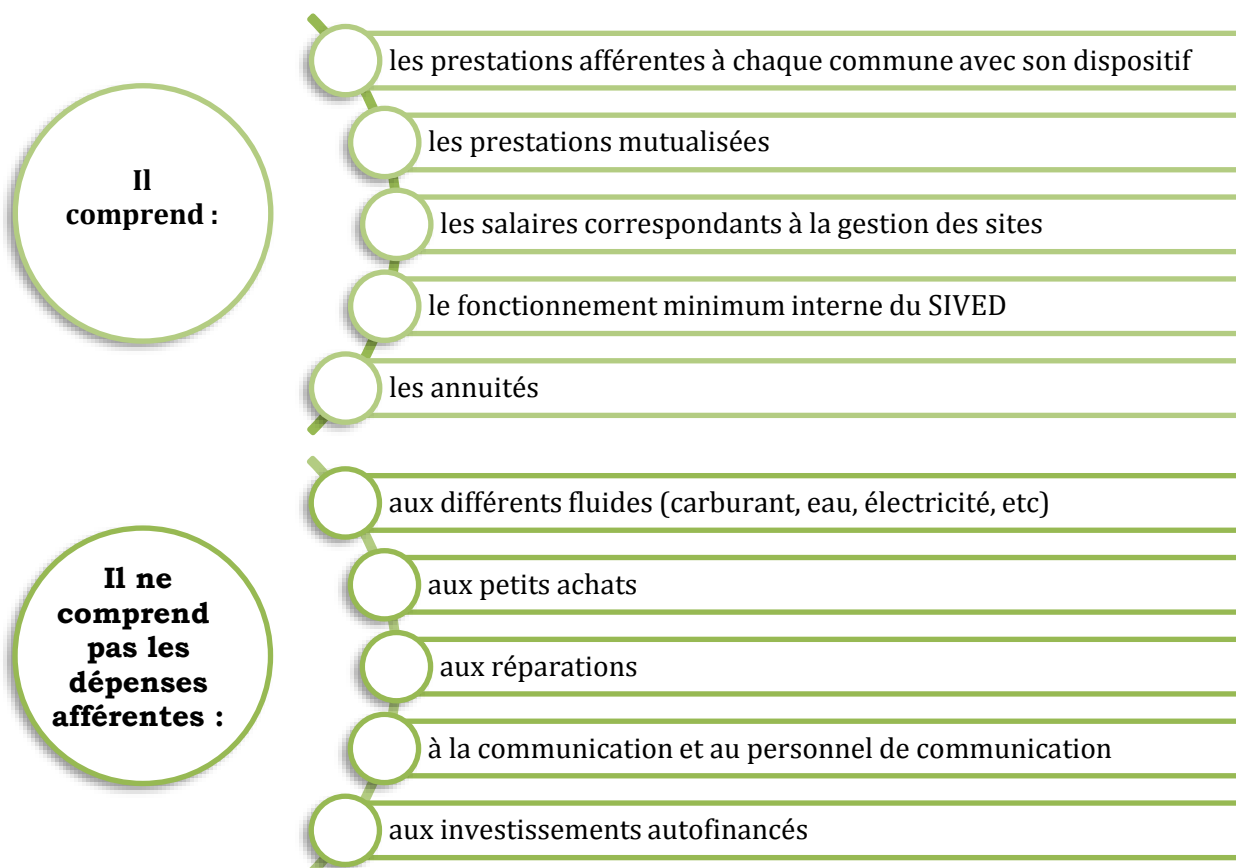 Il
comprend :
les prestations afférentes à chaque commune avec son dispositif
les prestations mutualisées
les salaires correspondants à la gestion des sites
le fonctionnement minimum interne du SIVED
les annuités
Il ne
comprend
pas les
dépenses
afférentes :
aux différents fluides (carburant, eau, électricité, etc)
aux petits achats
aux réparations
à la communication et au personnel de communication
aux investissements autofinancés